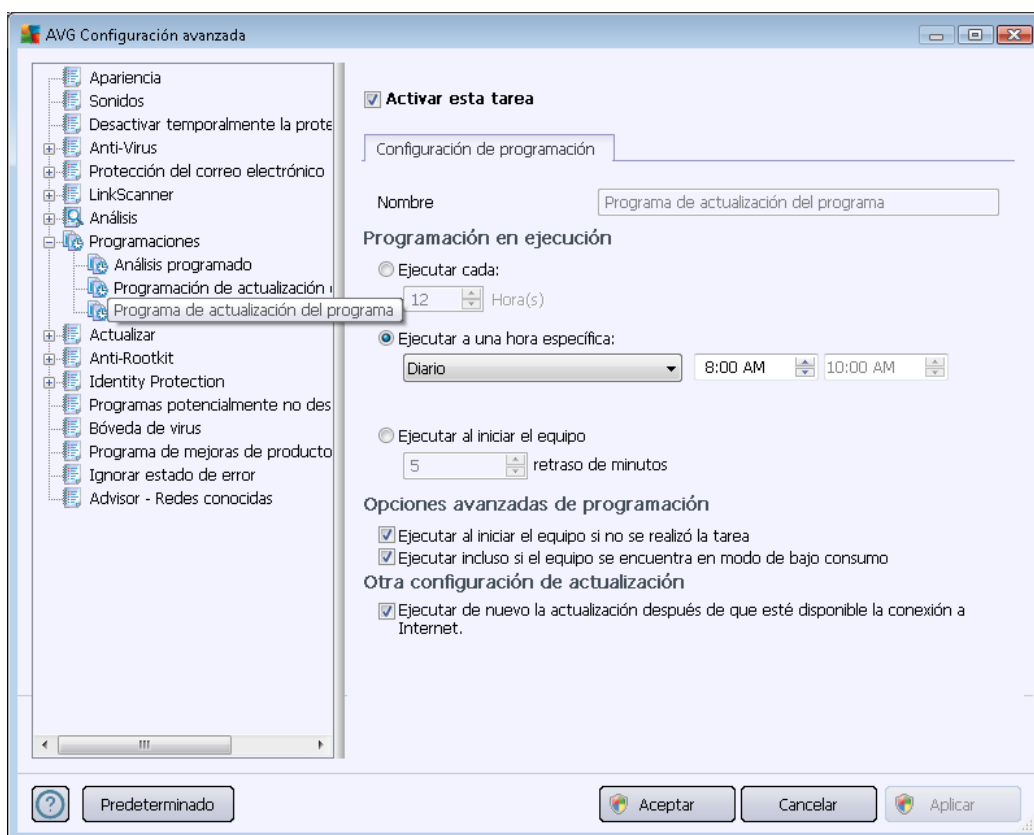 AVG Configuración avanzada
Apariencia
Sonidos
Desactivar temporalmente la prote
Anti-Virus
Protección del correo electrónico
LinkScanner
Análisis
Programaciones
Análisis programado
Programación de actualización
Programa de actualización del programa
Actualizar
Anti-Rootkit
Identity Protection
Programas potencialmente no des
Bóveda de virus
Programa de mejoras de producto
Ignorar estado de error
Advisor - Redes conocidas
Activar esta tarea
Configuración de programación
Nombre
Programa de actualización del programa
Programación en ejecución
Ejecutar cada:
12 Hora(s)
Ejecutar a una hora específica:
Diario 8:00 AM 10:00 AM
Ejecutar al iniciar el equipo
5 retraso de minutos
Opciones avanzadas de programación
Ejecutar al iniciar el equipo si no se realizó la tarea
Ejecutar incluso si el equipo se encuentra en modo de bajo consumo
Otra configuración de actualización
Ejecutar de nuevo la actualización después de que esté disponible la conexión a
Internet.
Predeterminado
Aceptar
Cancelar
Aplicar